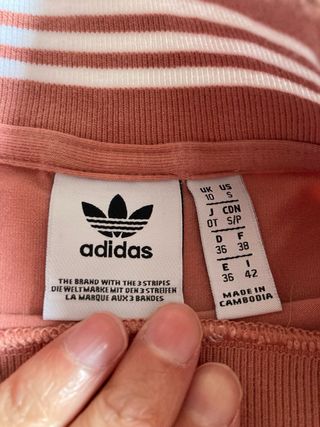 adidas
THE BRAND WITH THE 3 STRIPES
DIE WELTMARKE MIT DEN 3 STREIFEN
LA MARQUE AUX 3 BANDES
UK US
10 S
J CDN
OT S/P
D F
36 38
E I
36 42
MADE IN
CAMBODIA